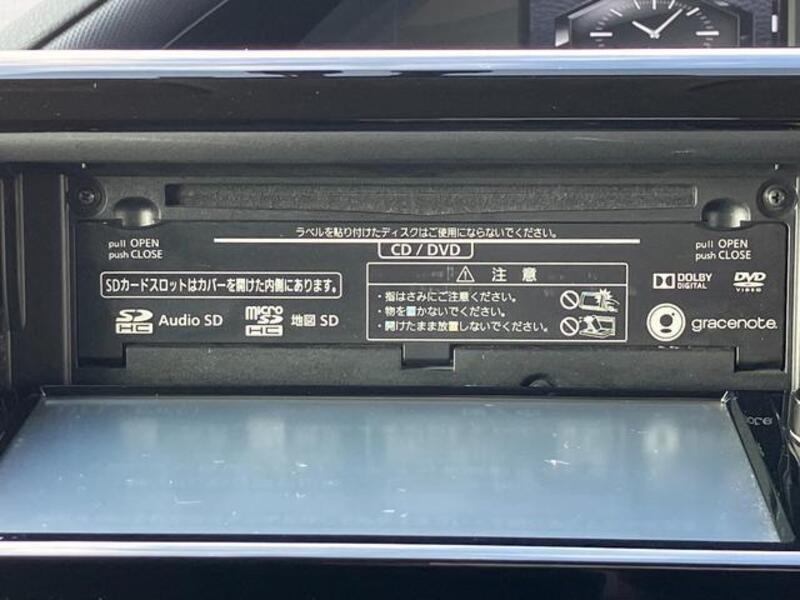 ラベルを貼り付けたディスクはご使用にならないでください。
pull OPEN
push CLOSE
CD / DVD
pull OPEN
push CLOSE
SDカードスロットはカバーを開けた内側にあります。
SD HC Audio SD
micro SD HC 地図 SD
注 意
・指はさみにご注意ください。
・物を置かないでください。
・開けたまま放置しないでください。
DOLBY
DIGITAL
DVD
VIDEO
gracenote.